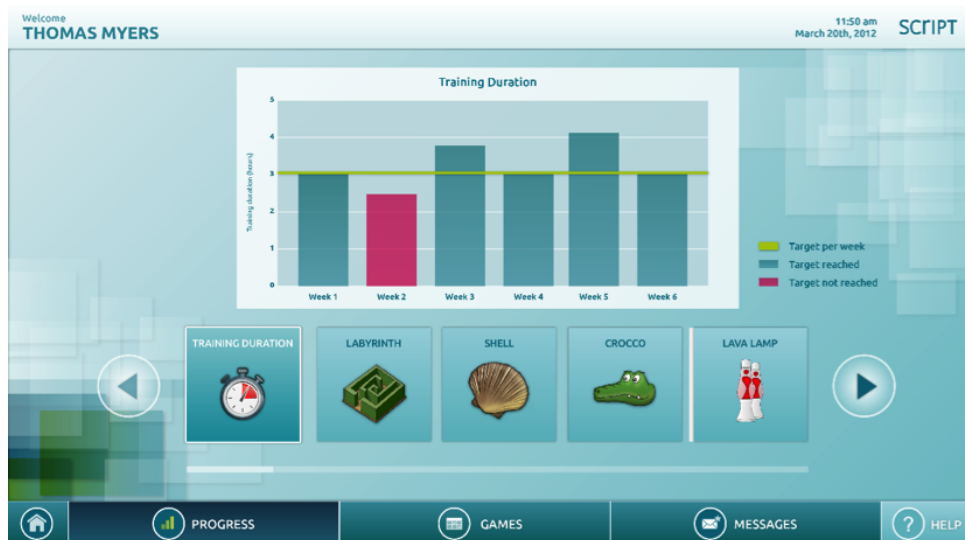 Welcome
THOMAS MYERS
11:50 am
March 20th, 2012
SCRIPT
Training Duration
Training duration (hours)
5
4
3
2
1
0
Week 1 Week 2 Week 3 Week 4 Week 5 Week 6
Target per week
Target reached
Target not reached
TRAINING DURATION LABYRINTH SHELL CROCCO LAVA LAMP
PROGRESS GAMES MESSAGES ? HELP